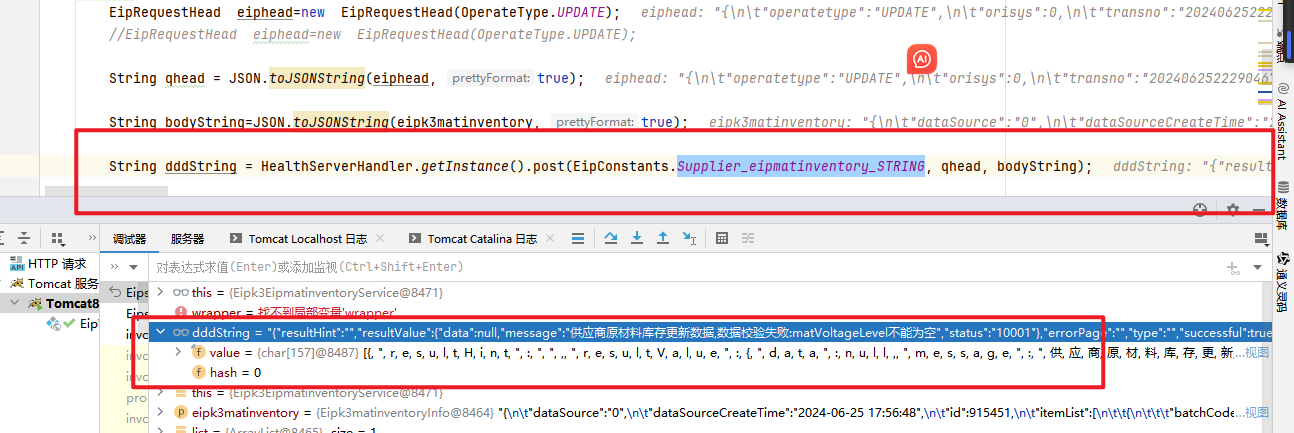 EipRequestHead eiphead=new EipRequestHead(OperateType.UPDATE); eiphead: "{\n\t"operatetype":"UPDATE",\n\t"orisys":0,\n\t"transno":"20240625222
//EipRequestHead eiphead=new EipRequestHead(OperateType.UPDATE);
String qhead = JSON.toJSONString(eiphead, prettyFormat: true); eiphead: "{\n\t"operatetype":"UPDATE",\n\t"orisys":0,\n\t"transno":"202406252229046"
String bodyString=JSON.toJSONString(eipk3matinventory, prettyFormat: true); eipk3matinventory: "{\n\t"dataSource":"0",\n\t"dataSourceCreateTime":"2
String dddString = HealthServerHandler.getInstance().post(EipConstants.Supplier_eipmatinventory_STRING, qhead, bodyString); dddString: "{"result
AI Assistant
数据库
通义灵码
调试器 服务器 Tomcat Localhost 日志 Tomcat Catalina 日志
API HTTP 请求
对表达式求值(Enter)或添加监视(Ctrl+Shift+Enter)
Tomcat 服务
Tomcat8
Eip
this = {Eipk3EipmatinventoryService@8471}
wrapper = 找不到局部变量'wrapper'
dddString = "{"resultHint":"","resultValue":{"data":null,"message":"供应商原材料库存更新数据,数据校验失败:matVoltageLevel不能为空","status":"10001"},"errorPage":"","type":"","successful":true
value = {char[157]@8487} [{, ", r, e, s, u, l, t, H, i, n, t, ", :, ", ", ,, ", r, e, s, u, l, t, V, a, l, u, e, ", :, {, ", d, a, t, a, ", :, n, u, l, l, ,, ", m, e, s, s, a, g, e, ", :, ", 供, 应, 商, 原, 材, 料, 库, 存, 更, 新, ...视图
hash = 0
this = {Eipk3EipmatinventoryService@8471}
eipk3matinventory = {Eipk3matinventoryInfo@8464} "{\n\t"dataSource":"0",\n\t"dataSourceCreateTime":"2024-06-25 17:56:48",\n\t"id":915451,\n\t"itemList":[\n\t\t{\n\t\t\t"batchCode ...视图
list = {ArrayList@8465} size = 1